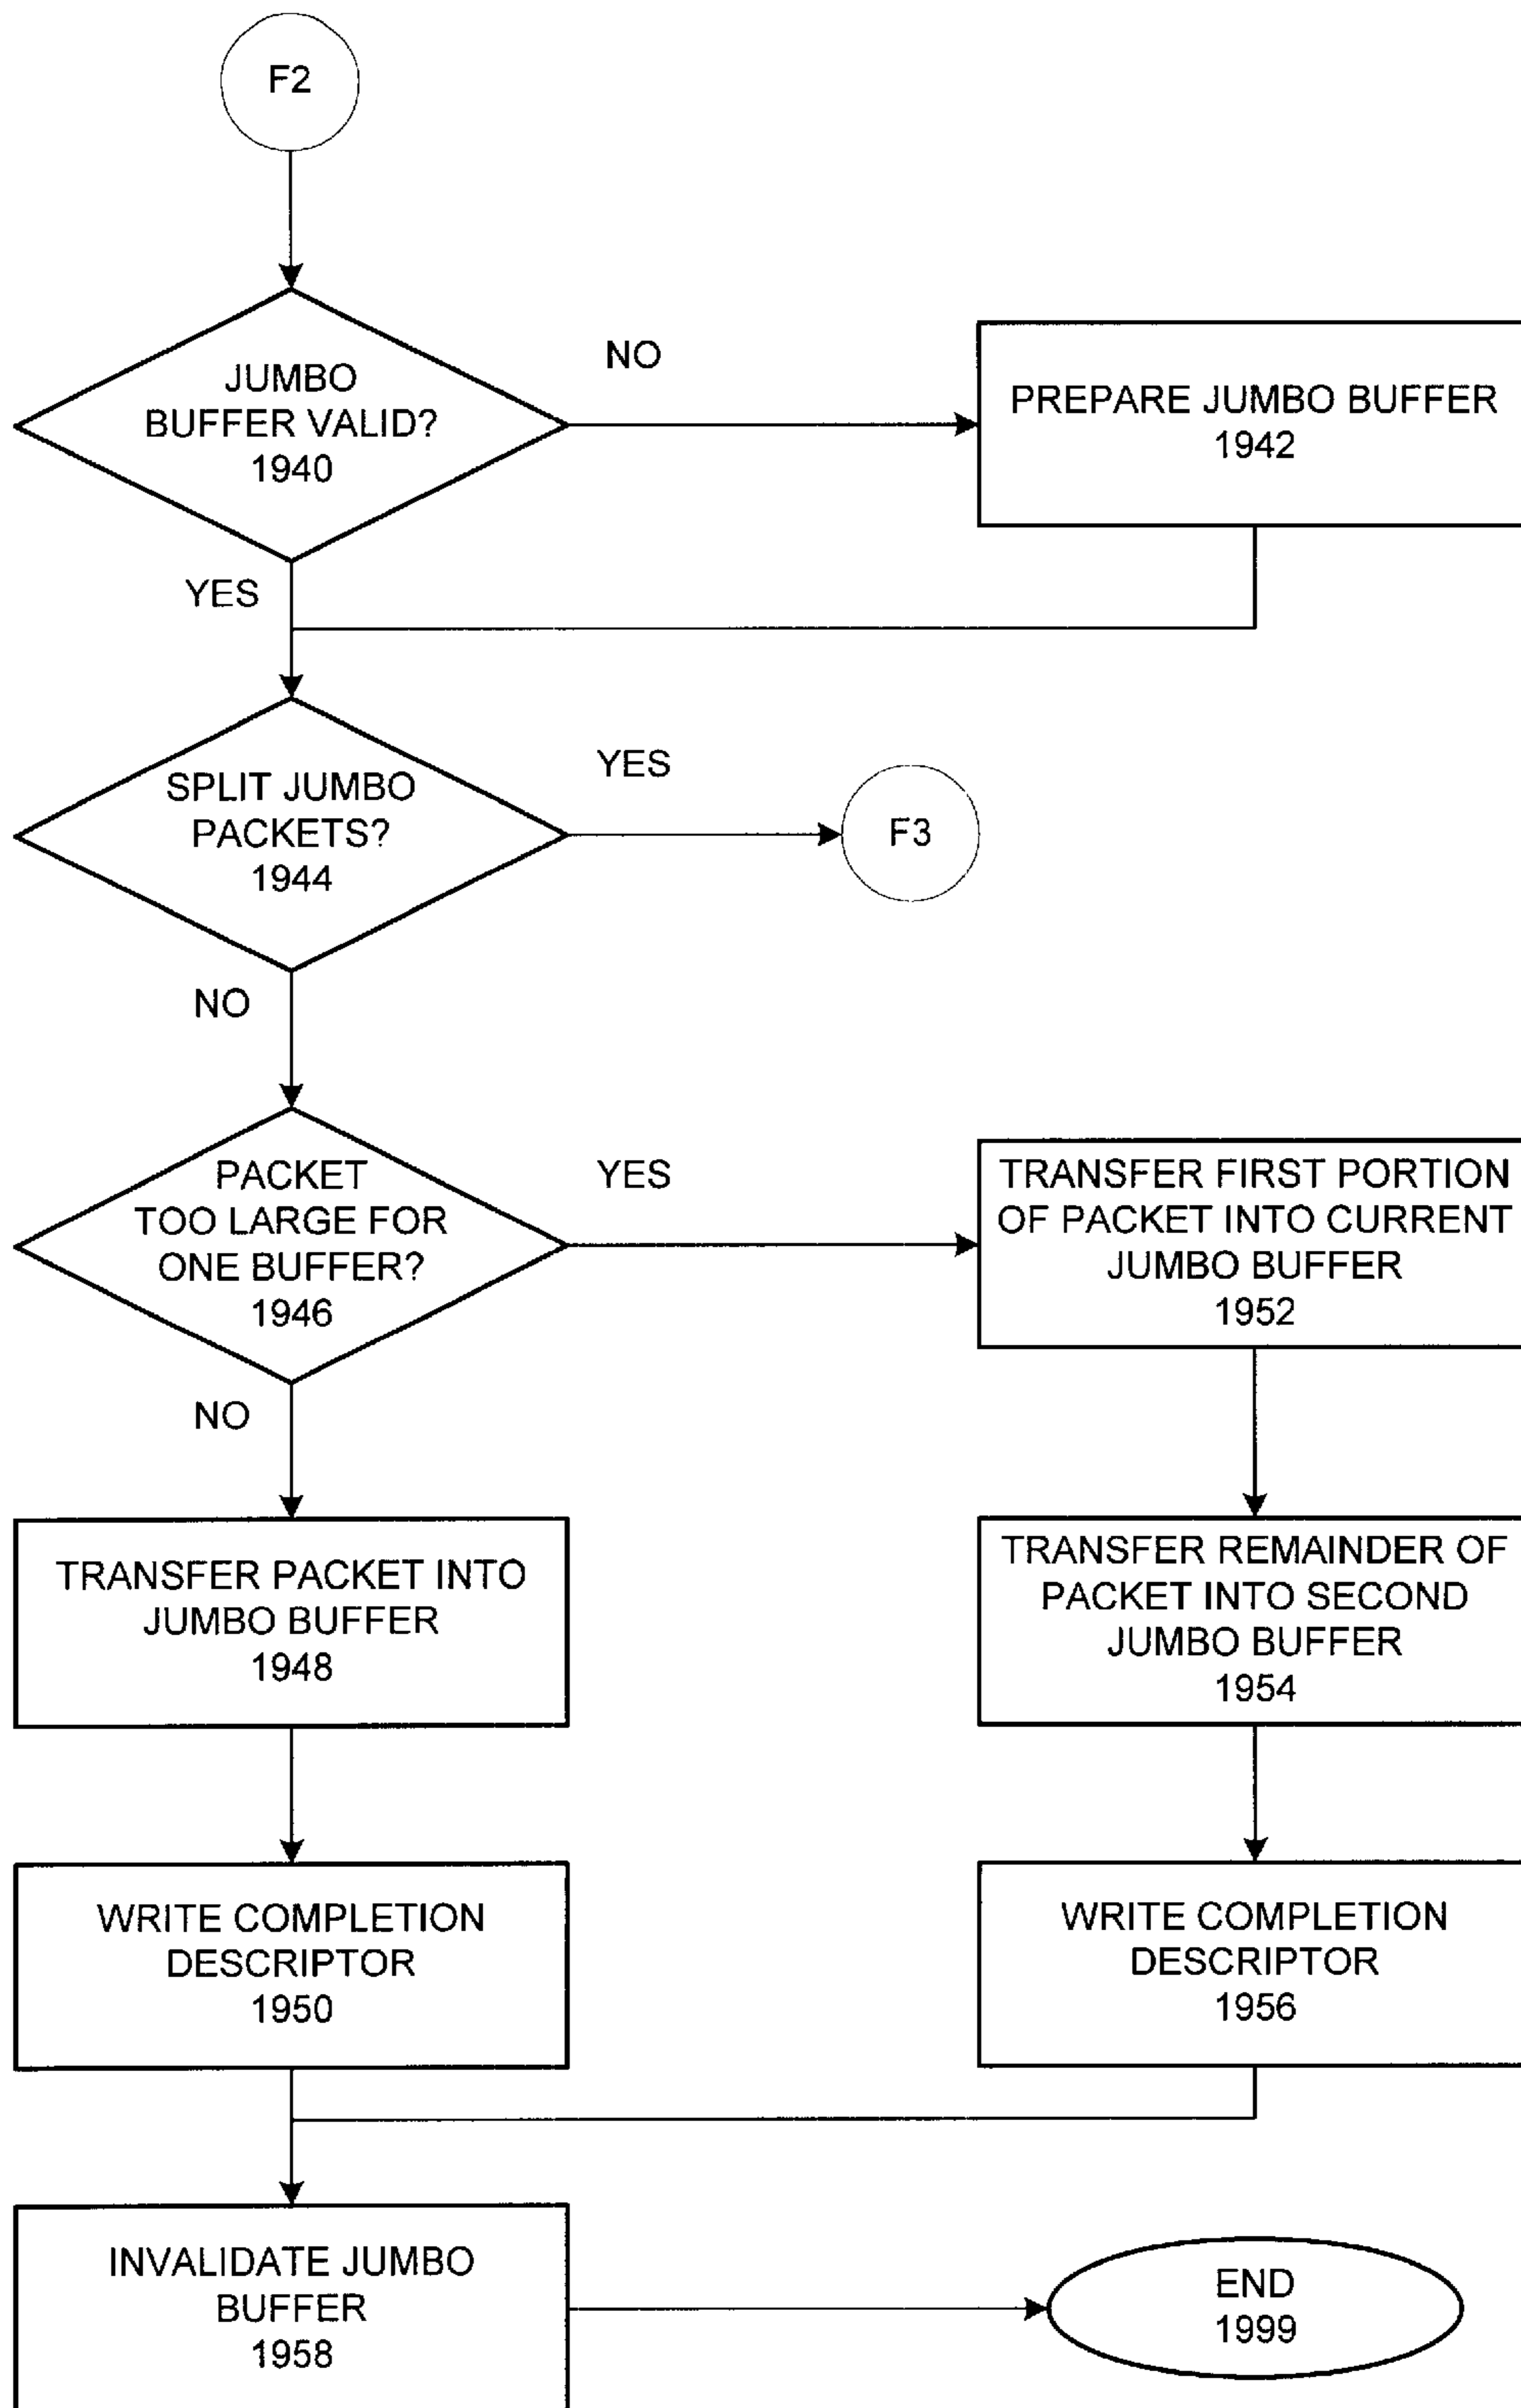 F2
JUMBO
BUFFER VALID?
1940
NO
PREPARE JUMBO BUFFER
1942
YES
SPLIT JUMBO
PACKETS?
1944
YES
F3
NO
PACKET
TOO LARGE FOR
ONE BUFFER?
1946
YES
TRANSFER FIRST PORTION
OF PACKET INTO CURRENT
JUMBO BUFFER
1952
NO
TRANSFER PACKET INTO
JUMBO BUFFER
1948
TRANSFER REMAINDER OF
PACKET INTO SECOND
JUMBO BUFFER
1954
WRITE COMPLETION
DESCRIPTOR
1950
WRITE COMPLETION
DESCRIPTOR
1956
INVALIDATE JUMBO
BUFFER
1958
END
1999